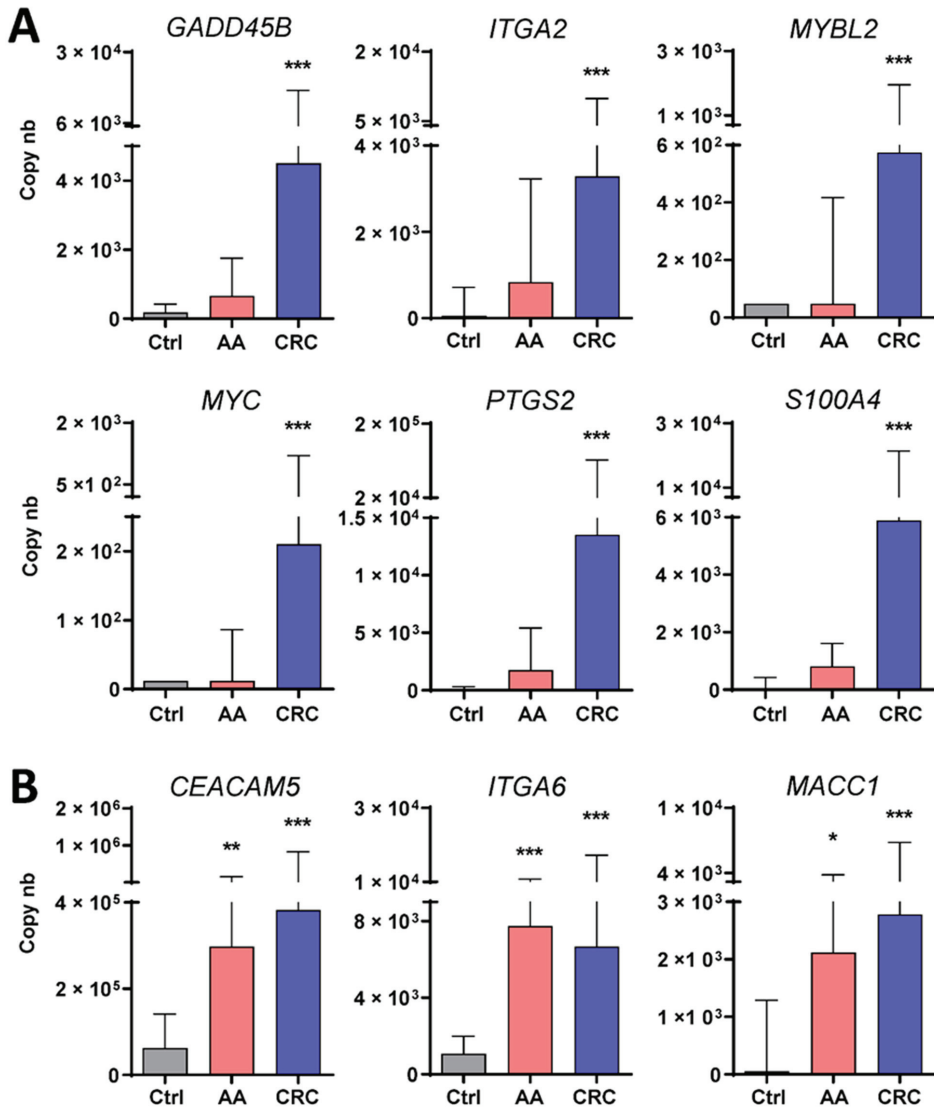 A
GADD45B
ITGA2
MYBL2
Copy nb
3 × 10⁴
6 × 10³
4 × 10³
2 × 10³
0
***
Ctrl AA CRC
2 × 10⁴
5 × 10³
4 × 10³
2 × 10³
0
***
Ctrl AA CRC
3 × 10³
1 × 10³
6 × 10²
4 × 10²
2 × 10²
0
***
Ctrl AA CRC
MYC
PTGS2
S100A4
Copy nb
2 × 10³
5 ×1 0²
2 × 10²
1 × 10²
0
***
Ctrl AA CRC
2 × 10⁵
2 × 10⁴
1.5 × 10⁴
1 × 10⁴
5 × 10³
0
***
Ctrl AA CRC
3 × 10⁴
1 × 10⁴
6 × 10³
4 × 10³
2 × 10³
0
***
Ctrl AA CRC
B
CEACAM5
ITGA6
MACC1
Copy nb
2 × 10⁶
1 × 10⁶
4 × 10⁵
2 × 10⁵
0
**
***
Ctrl AA CRC
3 × 10⁴
1 × 10⁴
8 × 10³
4 × 10³
0
***
***
Ctrl AA CRC
1 × 10⁴
4 × 10³
3 × 10³
2 × 10³
1 ×10³
0
*
***
Ctrl AA CRC